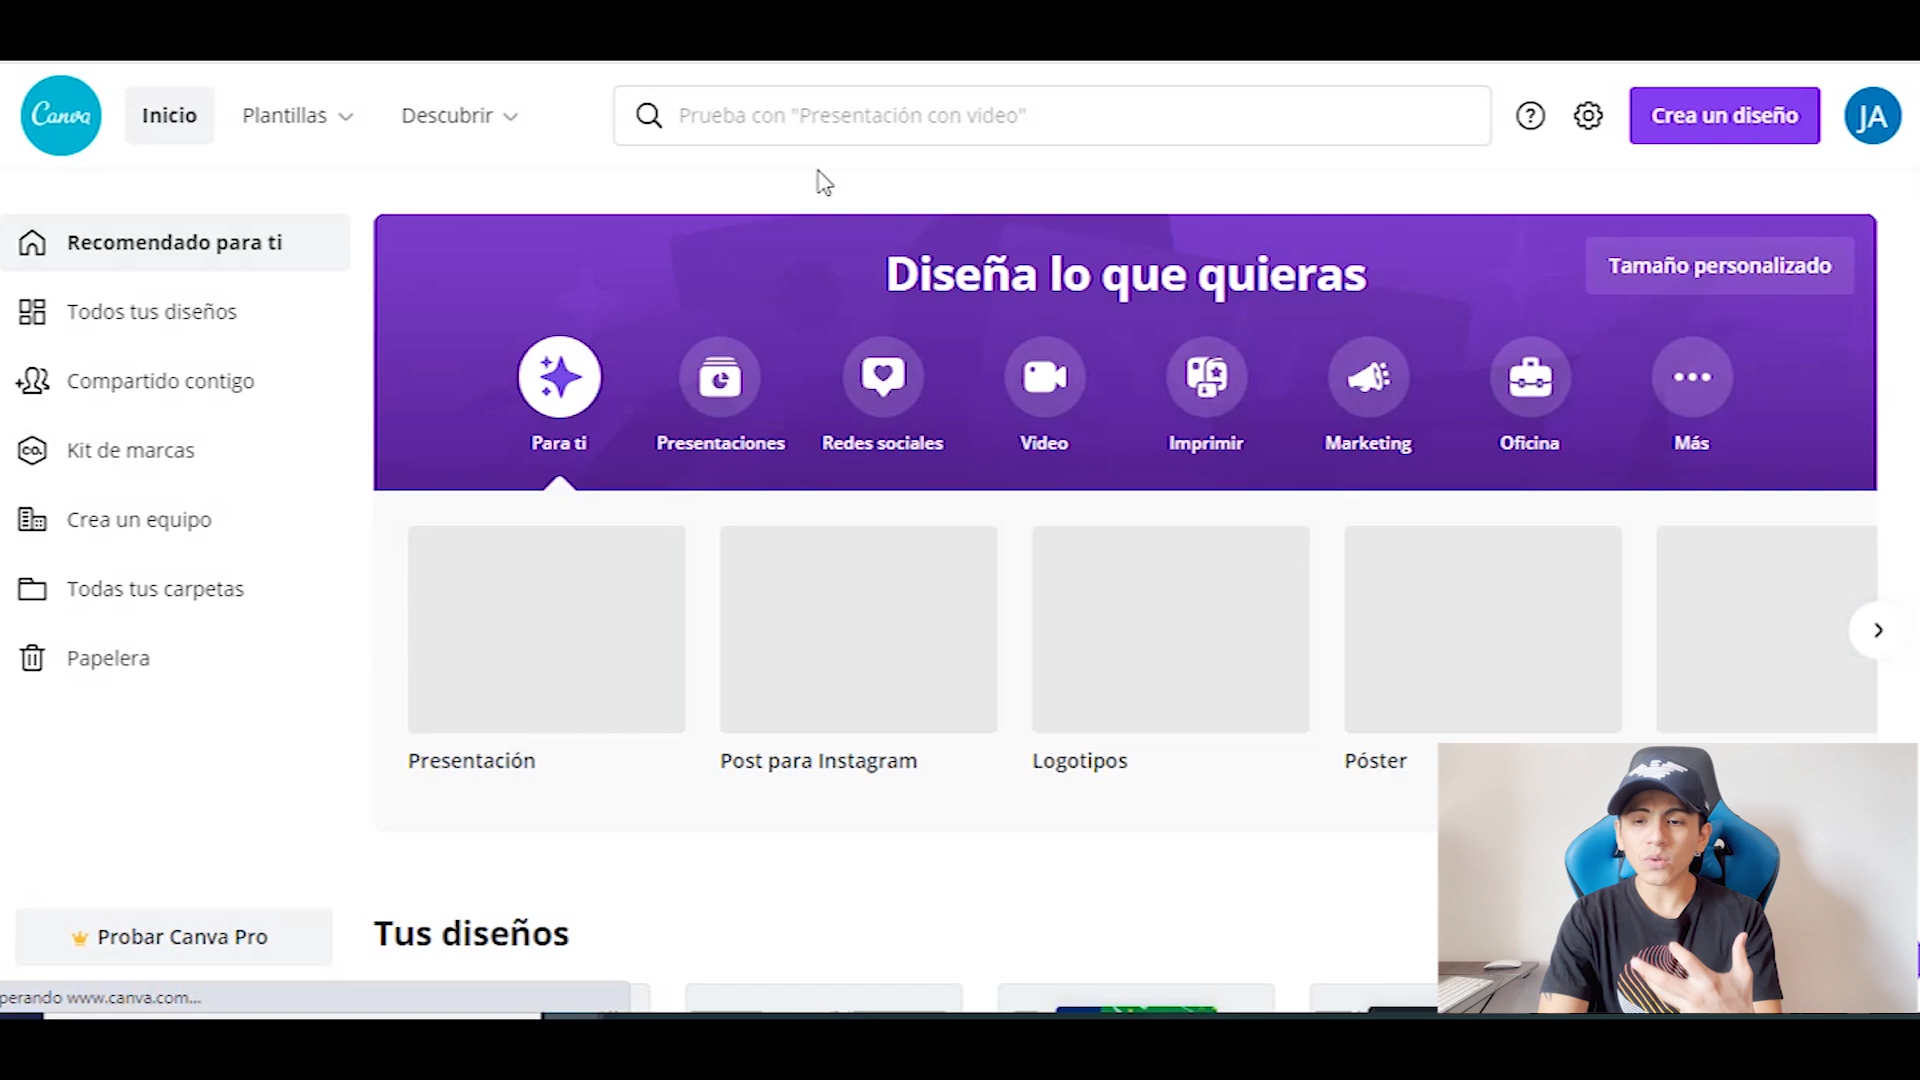 Canva
Inicio
Plantillas
Descubrir
Prueba con "Presentación con video"
Crea un diseño
JA
Recomendado para ti
Todos tus diseños
Compartido contigo
Kit de marcas
CO.
Crea un equipo
Todas tus carpetas
Papelera
Diseña lo que quieras
Tamaño personalizado
Para ti
Presentaciones
Redes sociales
Video
Imprimir
Marketing
Oficina
Más
Presentación
Post para Instagram
Logotipos
Póster
Probar Canva Pro
Tus diseños
perando www.canva.com...